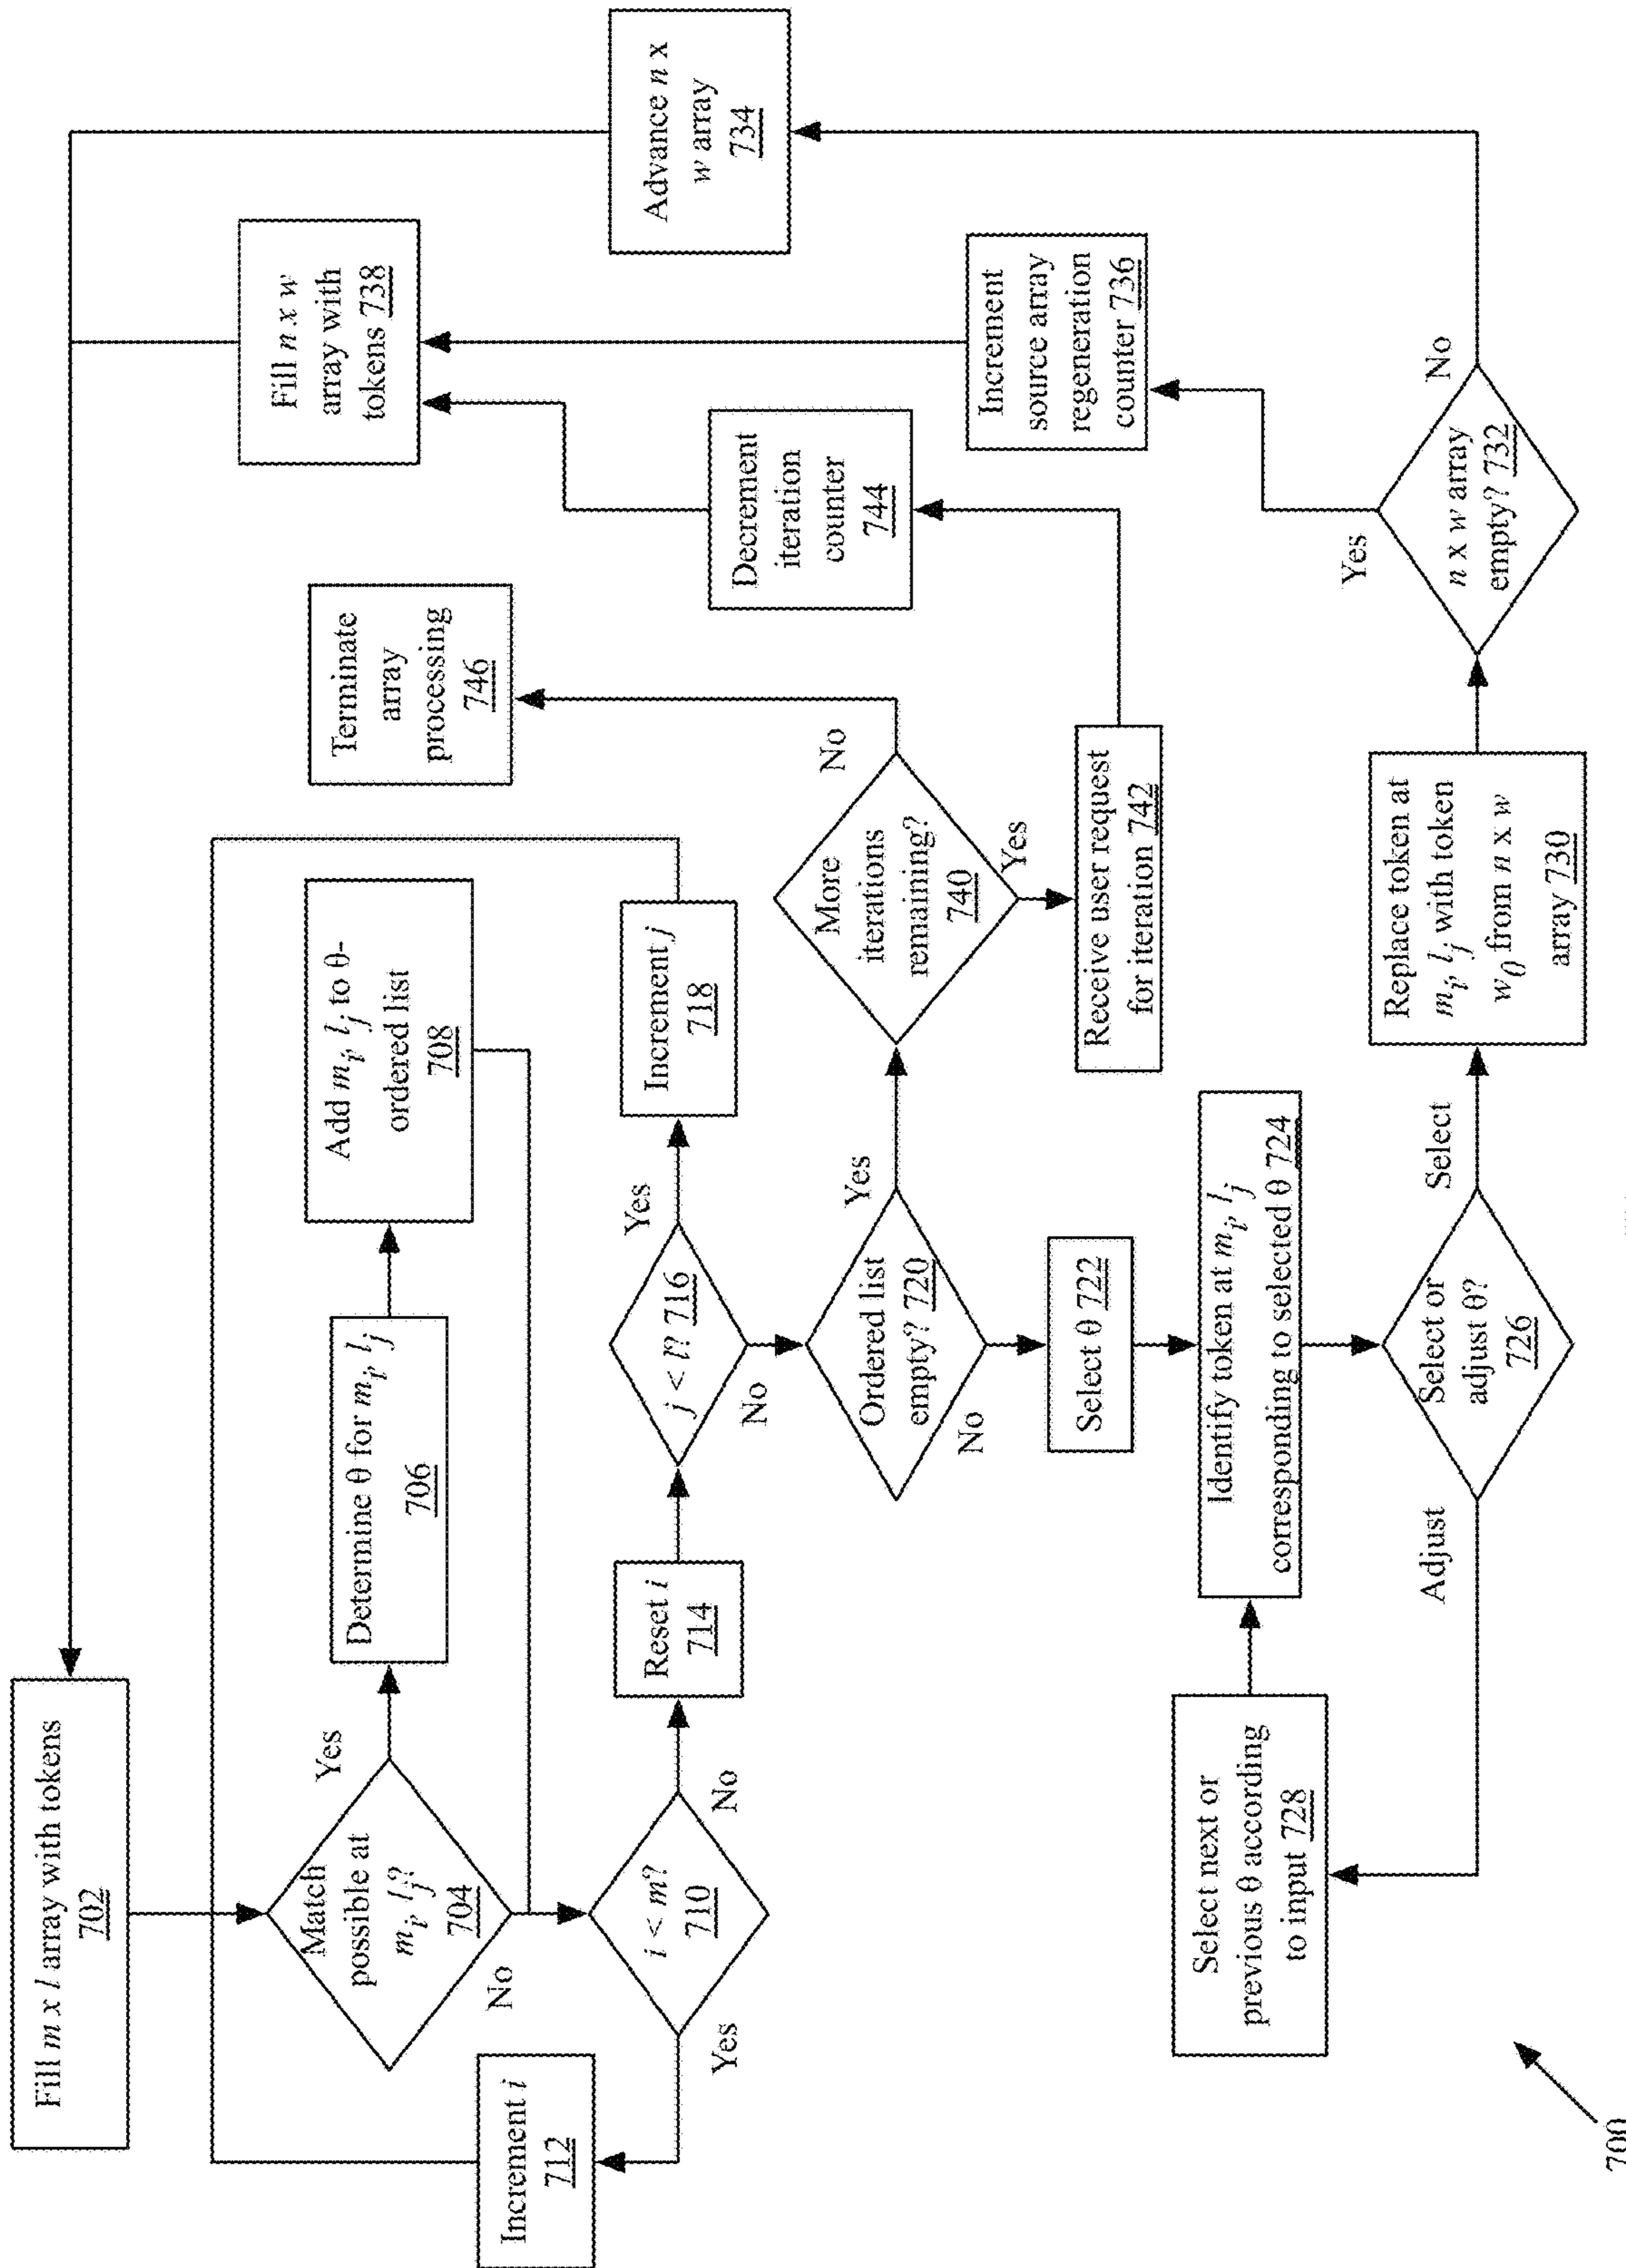 Fill m x l array with tokens
702
Match
possible at
m_i, l_j?
704
Yes
No
Determine θ for m_i, l_j
706
Add m_i, l_j to θ-
ordered list
708
i < m?
710
Yes
No
Increment i
712
Reset i
714
j < l? 716
Yes
No
Increment j
718
Ordered list
empty? 720
Yes
No
Select θ 722
Identify token at m_i, l_j
corresponding to selected θ 724
Select or
adjust θ?
726
Adjust
Select
Select next or
previous θ according
to input 728
Replace token at
m_i, l_j with token
w_0 from n x w
array 730
n x w array
empty? 732
Yes
No
Advance n x
w array
734
Increment
source array
regeneration
counter 736
Fill n x w
array with
tokens 738
More
iterations
remaining?
740
No
Yes
Receive user request
for iteration 742
Decrement
iteration
counter
744
Terminate
array
processing
746
700